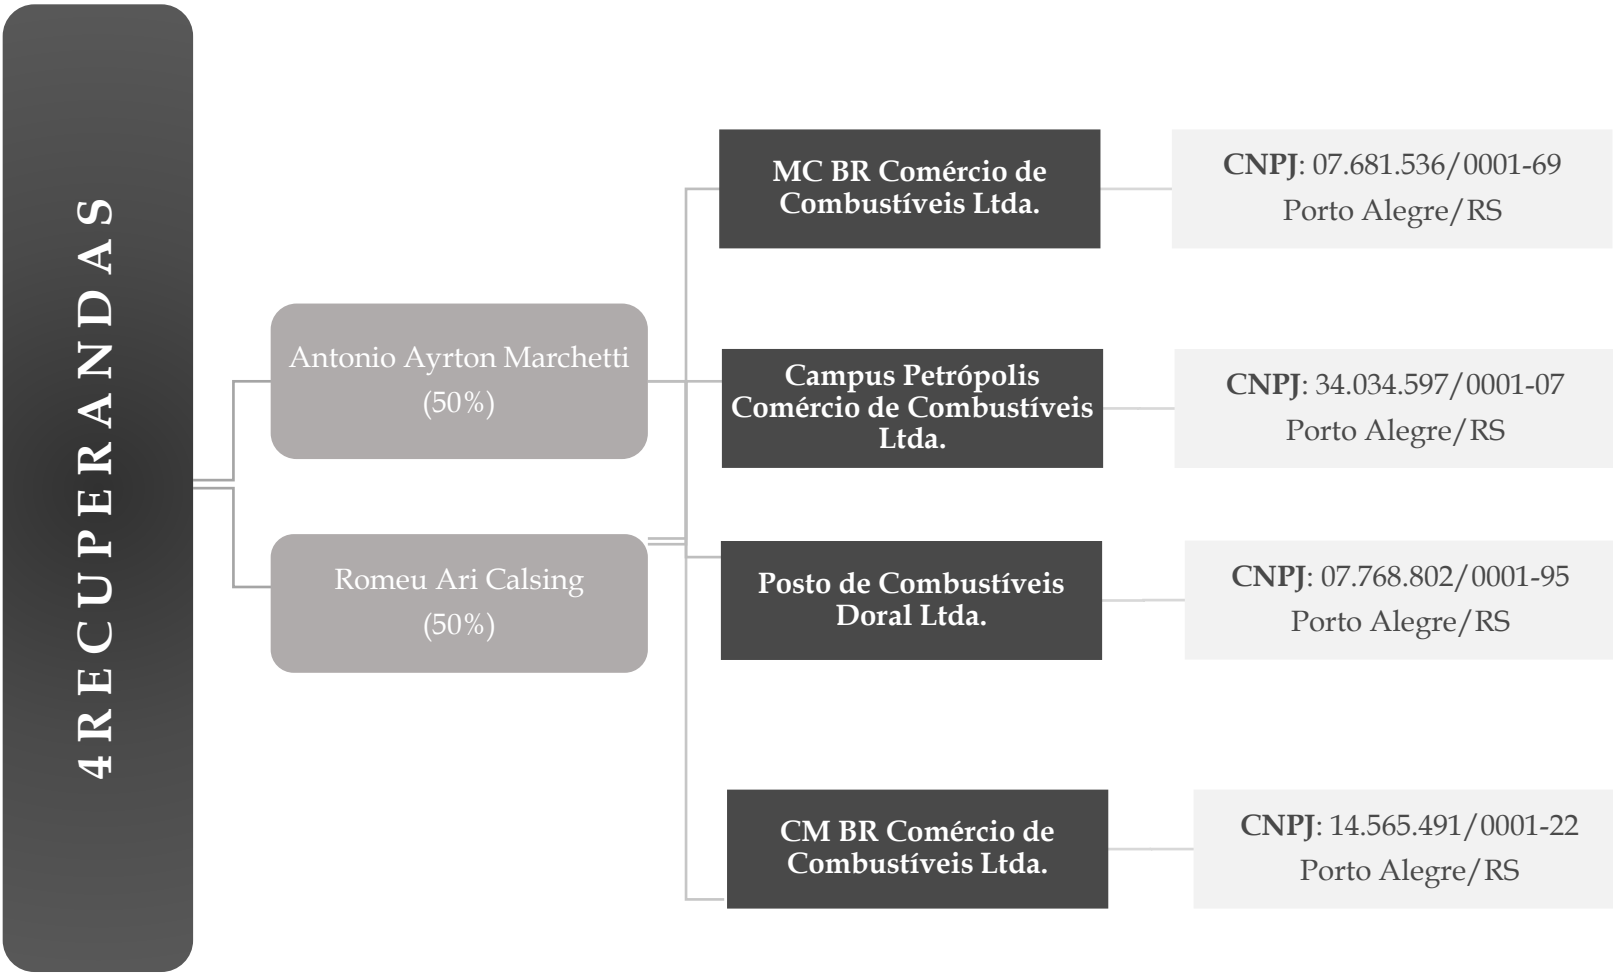 4 RECUPERANDAS
Antonio Ayrton Marchetti
(50%)
Romeu Ari Calsing
(50%)
MC BR Comércio de
Combustíveis Ltda.
CNPJ: 07.681.536/0001-69
Porto Alegre/RS
Campus Petrópolis
Comércio de Combustíveis
Ltda.
CNPJ: 34.034.597/0001-07
Porto Alegre/RS
Posto de Combustíveis
Doral Ltda.
CNPJ: 07.768.802/0001-95
Porto Alegre/RS
CM BR Comércio de
Combustíveis Ltda.
CNPJ: 14.565.491/0001-22
Porto Alegre/RS